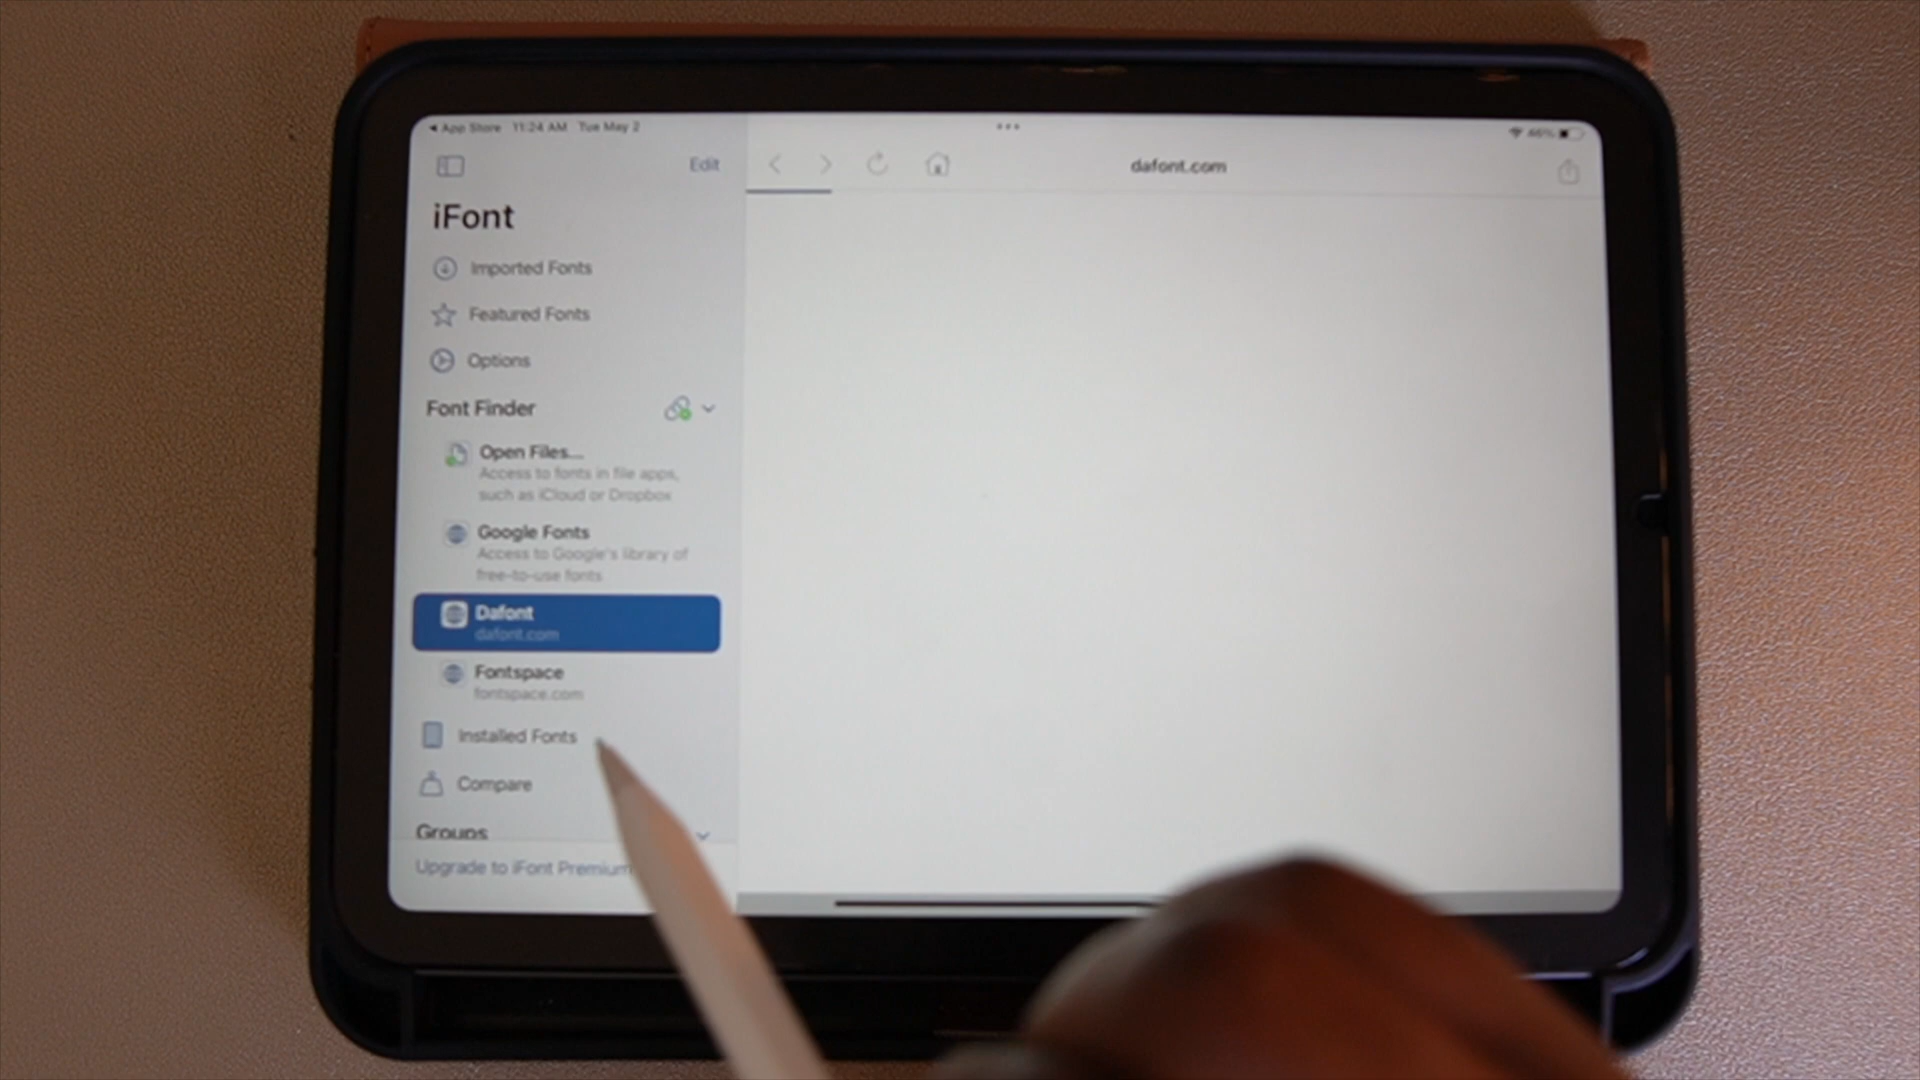 App Store 11:24 AM Tue May 2
46%
Edit
dafont.com
iFont
Imported Fonts
Featured Fonts
Options
Font Finder
Open Files...
Access to fonts in file apps,
such as iCloud or Dropbox
Google Fonts
Access to Google's library of
free-to-use fonts
Dafont
dafont.com
Fontspace
fontspace.com
Installed Fonts
Compare
Groups
Upgrade to iFont Premium